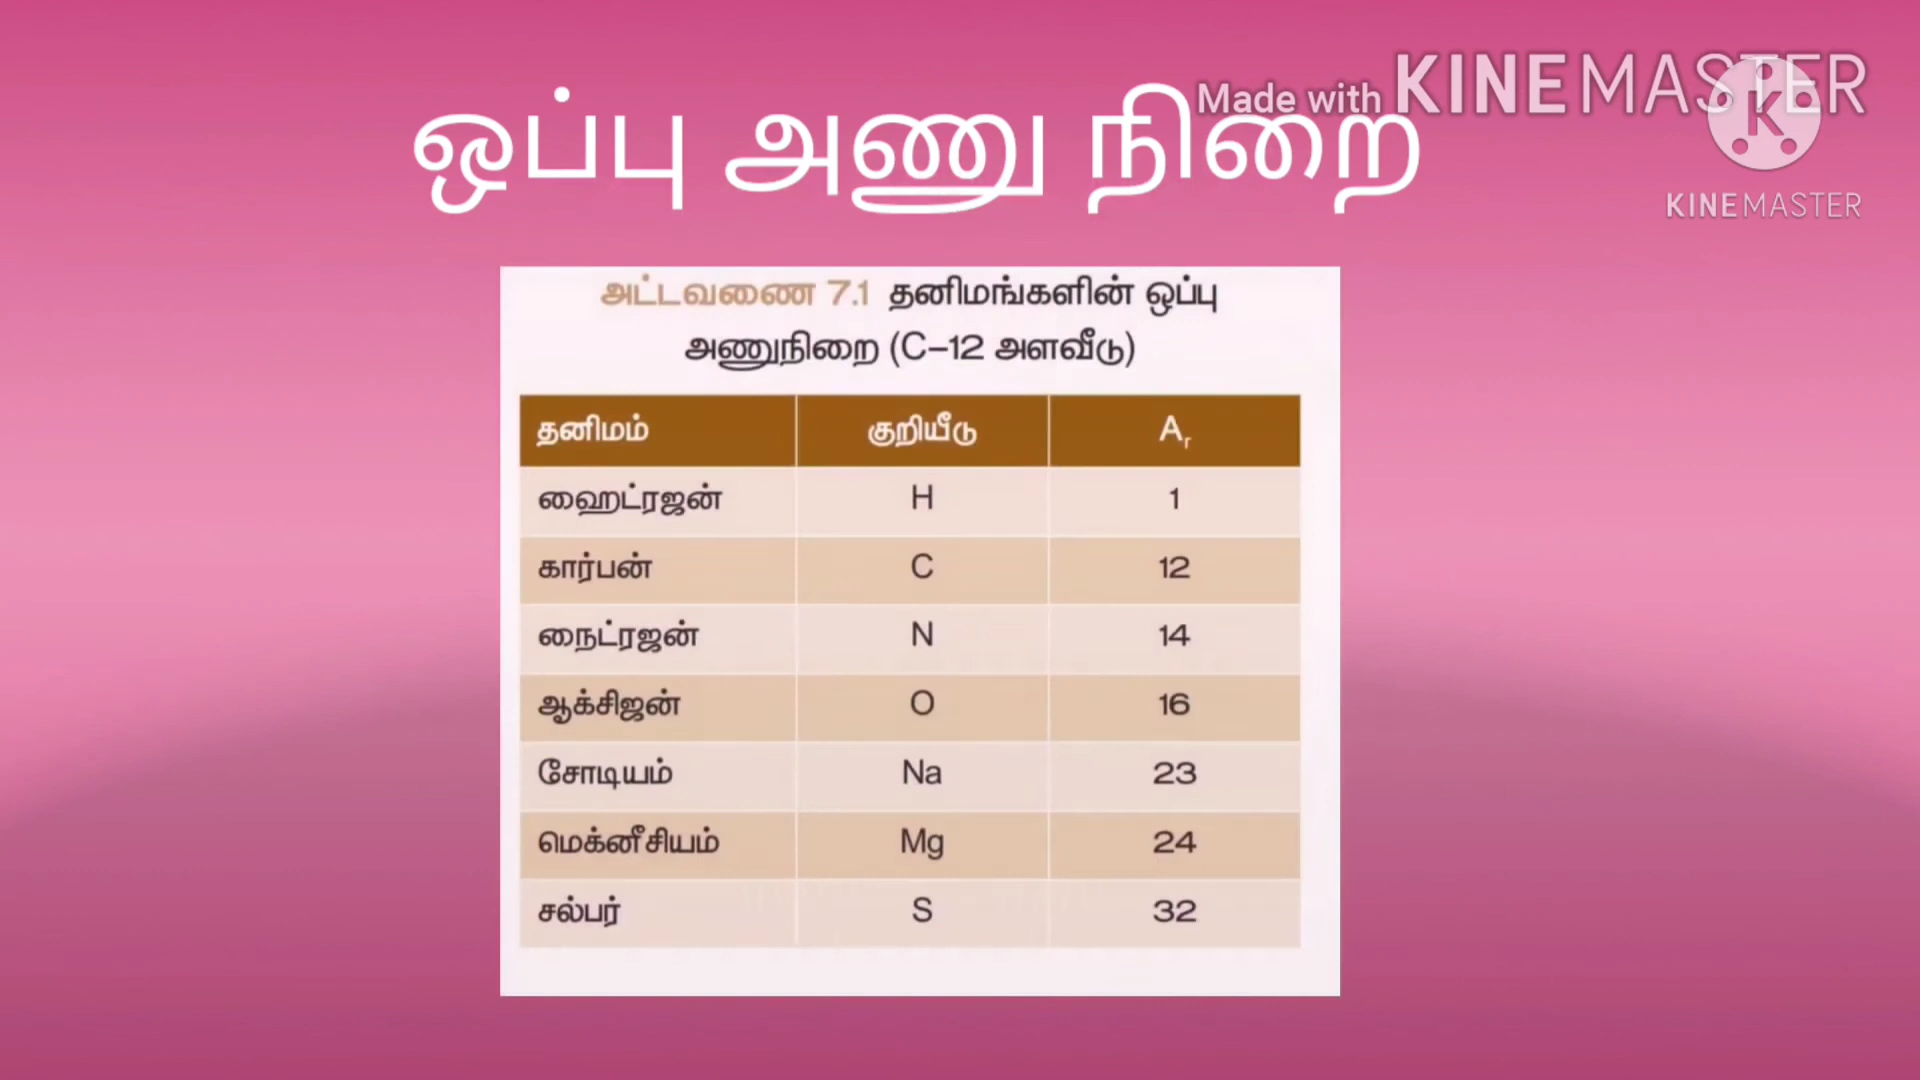 Made with KINEMASTER
K
KINEMASTER
ஒப்பு அணு நிறை
அட்டவணை 7.1 தனிமங்களின் ஒப்பு
அணுநிறை (C–12 அளவீடு)
தனிமம் குறியீடு Ar
ஹைட்ரஜன் H 1
கார்பன் C 12
நைட்ரஜன் N 14
ஆக்சிஜன் O 16
சோடியம் Na 23
மெக்னீசியம் Mg 24
சல்பர் S 32